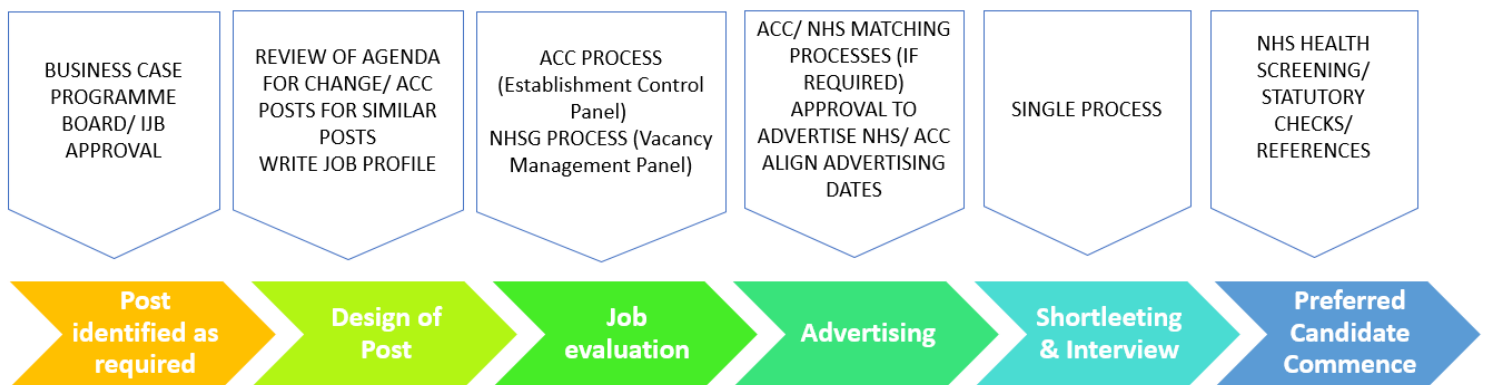 BUSINESS CASE
PROGRAMME
BOARD/ IJB
APPROVAL
REVIEW OF AGENDA
FOR CHANGE/ ACC
POSTS FOR SIMILAR
POSTS
WRITE JOB PROFILE
ACC PROCESS
(Establishment Control
Panel)
NHSG PROCESS (Vacancy
Management Panel)
ACC/ NHS MATCHING
PROCESSES (IF
REQUIRED)
APPROVAL TO
ADVERTISE NHS/ ACC
ALIGN ADVERTISING
DATES
SINGLE PROCESS
NHS HEALTH
SCREENING/
STATUTORY
CHECKS/
REFERENCES
Post
identified as
required
Design of
Post
Job
evaluation
Advertising
Shortleeting
& Interview
Preferred
Candidate
Commence